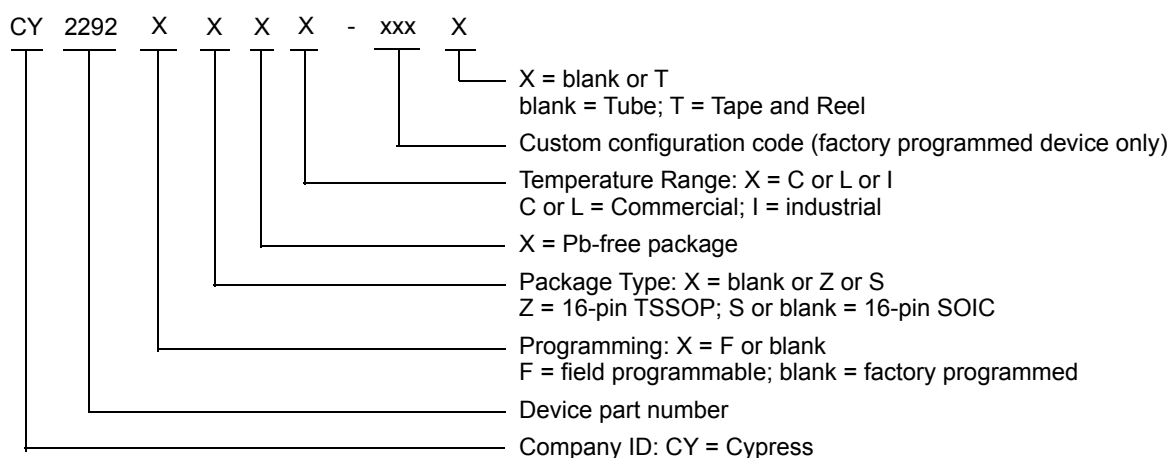 CY 2292 X X X X - xxx X
X = blank or T
blank = Tube; T = Tape and Reel
Custom configuration code (factory programmed device only)
Temperature Range: X = C or L or I
C or L = Commercial; I = industrial
X = Pb-free package
Package Type: X = blank or Z or S
Z = 16-pin TSSOP; S or blank = 16-pin SOIC
Programming: X = F or blank
F = field programmable; blank = factory programmed
Device part number
Company ID: CY = Cypress